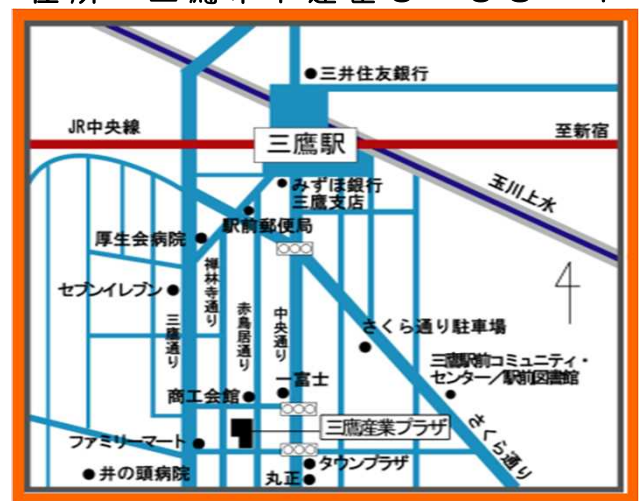 三井住友銀行
JR中央線
至新宿
三鷹駅
玉川上水
みずほ銀行
三鷹支店
駅前郵便局
厚生会病院
セブンイレブン
禅林寺通り
三鷹通り
赤鳥居通り
中央通り
さくら通り駐車場
三鷹駅前コミュニティ・
センター/駅前図書館
一富士
商工会館
三鷹産業プラザ
さくら通り
ファミリーマート
タウンプラザ
井の頭病院
丸正